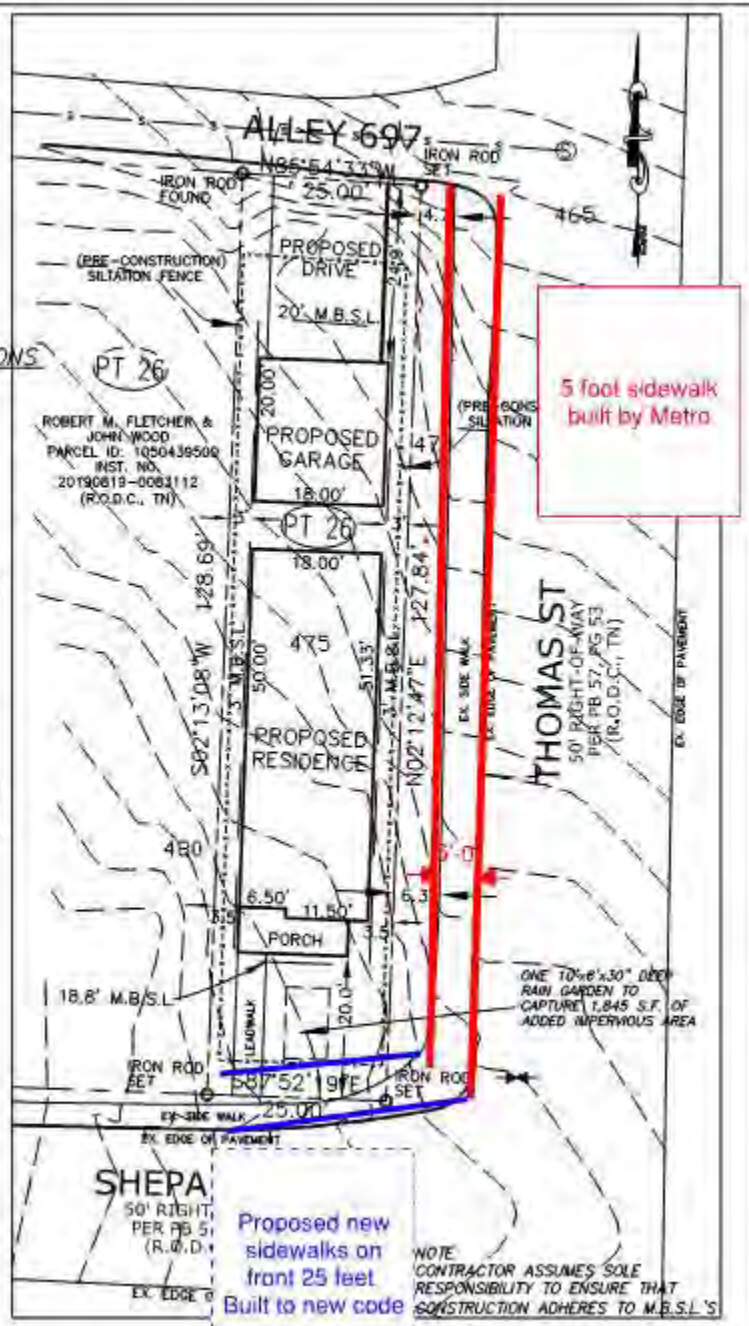 ALLEY 697
N85°54'33"W
25.00'
IRON ROD
FOUND
IRON ROD
SET
465
PROPOSED
DRIVE
(PRE-CONSTRUCTION)
SILTATION FENCE
20' M.B.S.L.
PT 26
ROBERT M. FLETCHER &
JOHN WOOD
PARCEL ID: 1050439500
INST. NO.
20190619-0063112
(R.O.D.C., TN)
20.00'
PROPOSED
GARAGE
18.00'
(PRE-CONS
SILTATION
5 foot sidewalk
built by Metro
PT 26
18.00'
S02°13'08"W 128.69'
3' M.B.S.L
50.00'
475
51.33'
3' M.B.S.L
N02°12'47"E 127.84'
PROPOSED
RESIDENCE
EX. SIDE WALK
EX. EDGE OF PAVEMENT
THOMAS ST
50' RIGHT-OF-WAY
PER PB 57, PG 53
(R.O.D.C., TN)
EX. EDGE OF PAVEMENT
480
6.50'
11.50'
3.5
3.5
6.3
PORCH
18.8' M.B.S.L
LEADWALK
20.0'
ONE 10'x6'x30" DEEP
RAIN GARDEN TO
CAPTURE 1,845 S.F. OF
ADDED IMPERVIOUS AREA
IRON ROD
SET
S87°52'
25.00'
IRON ROD
SET
EX-SIDE WALK
EX. EDGE OF PAVEMENT
SHEPA
50' RIGHT
PER PB 5
(R.O.D.
EX. EDGE
Proposed new
sidewalks on
front 25 feet
Built to new code
NOTE
CONTRACTOR ASSUMES SOLE
RESPONSIBILITY TO ENSURE THAT
CONSTRUCTION ADHERES TO M.B.S.L.'S